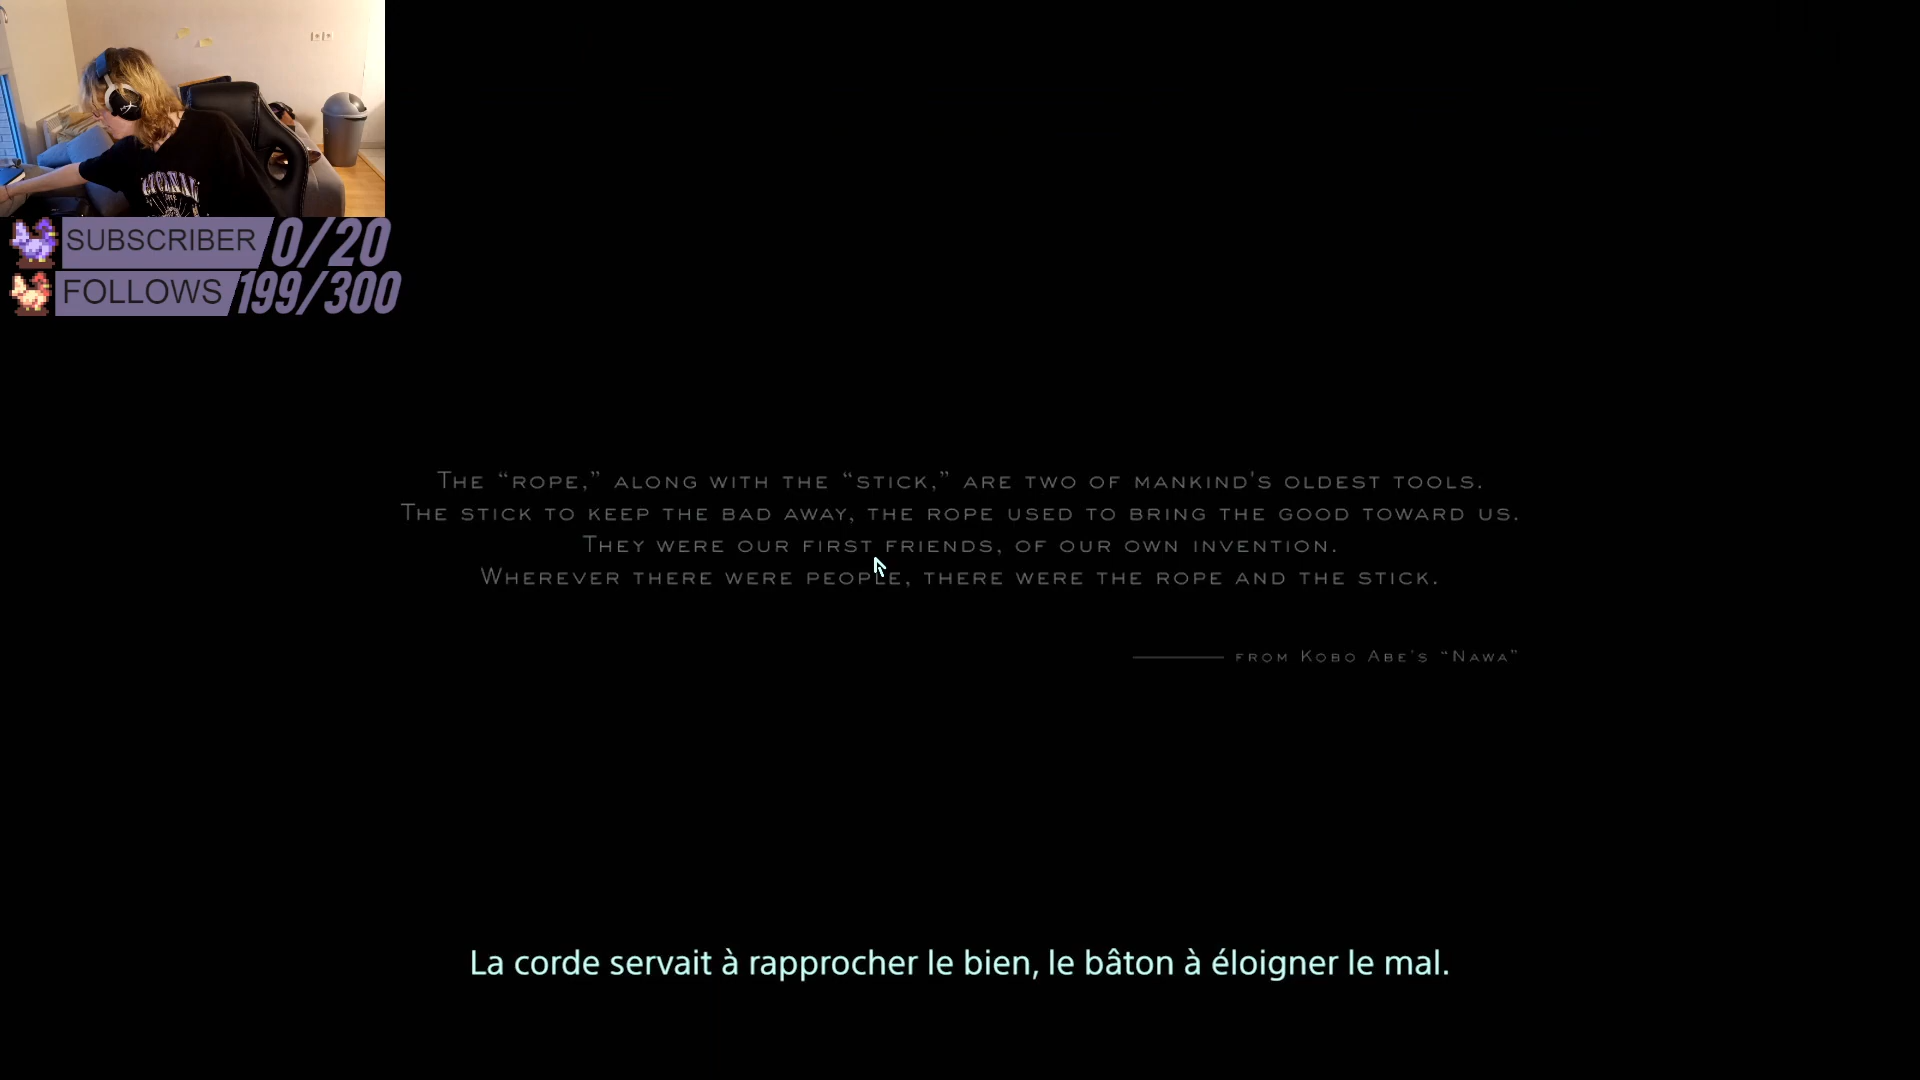 SUBSCRIBER 0/20
FOLLOWS 199/300
THE “ROPE,” ALONG WITH THE “STICK,” ARE TWO OF MANKIND'S OLDEST TOOLS.
THE STICK TO KEEP THE BAD AWAY, THE ROPE USED TO BRING THE GOOD TOWARD US.
THEY WERE OUR FIRST FRIENDS, OF OUR OWN INVENTION.
WHEREVER THERE WERE PEOPLE, THERE WERE THE ROPE AND THE STICK.
FROM KOBO ABE'S “NAWA”
La corde servait à rapprocher le bien, le bâton à éloigner le mal.